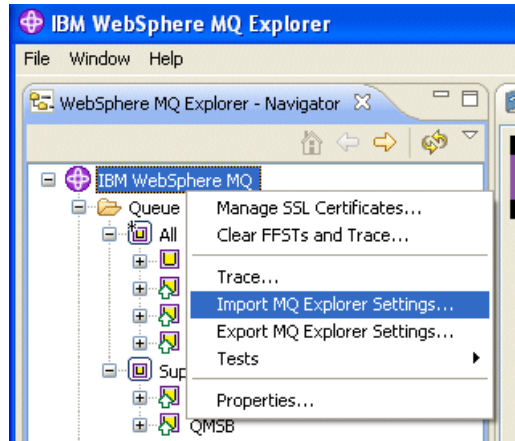 IBM WebSphere MQ Explorer
File Window Help
WebSphere MQ Explorer - Navigator
IBM WebSphere MQ
Queue
Manage SSL Certificates...
All
Clear FFSTs and Trace...
Trace...
Import MQ Explorer Settings...
Export MQ Explorer Settings...
Tests
Sup
Properties...
QMSB